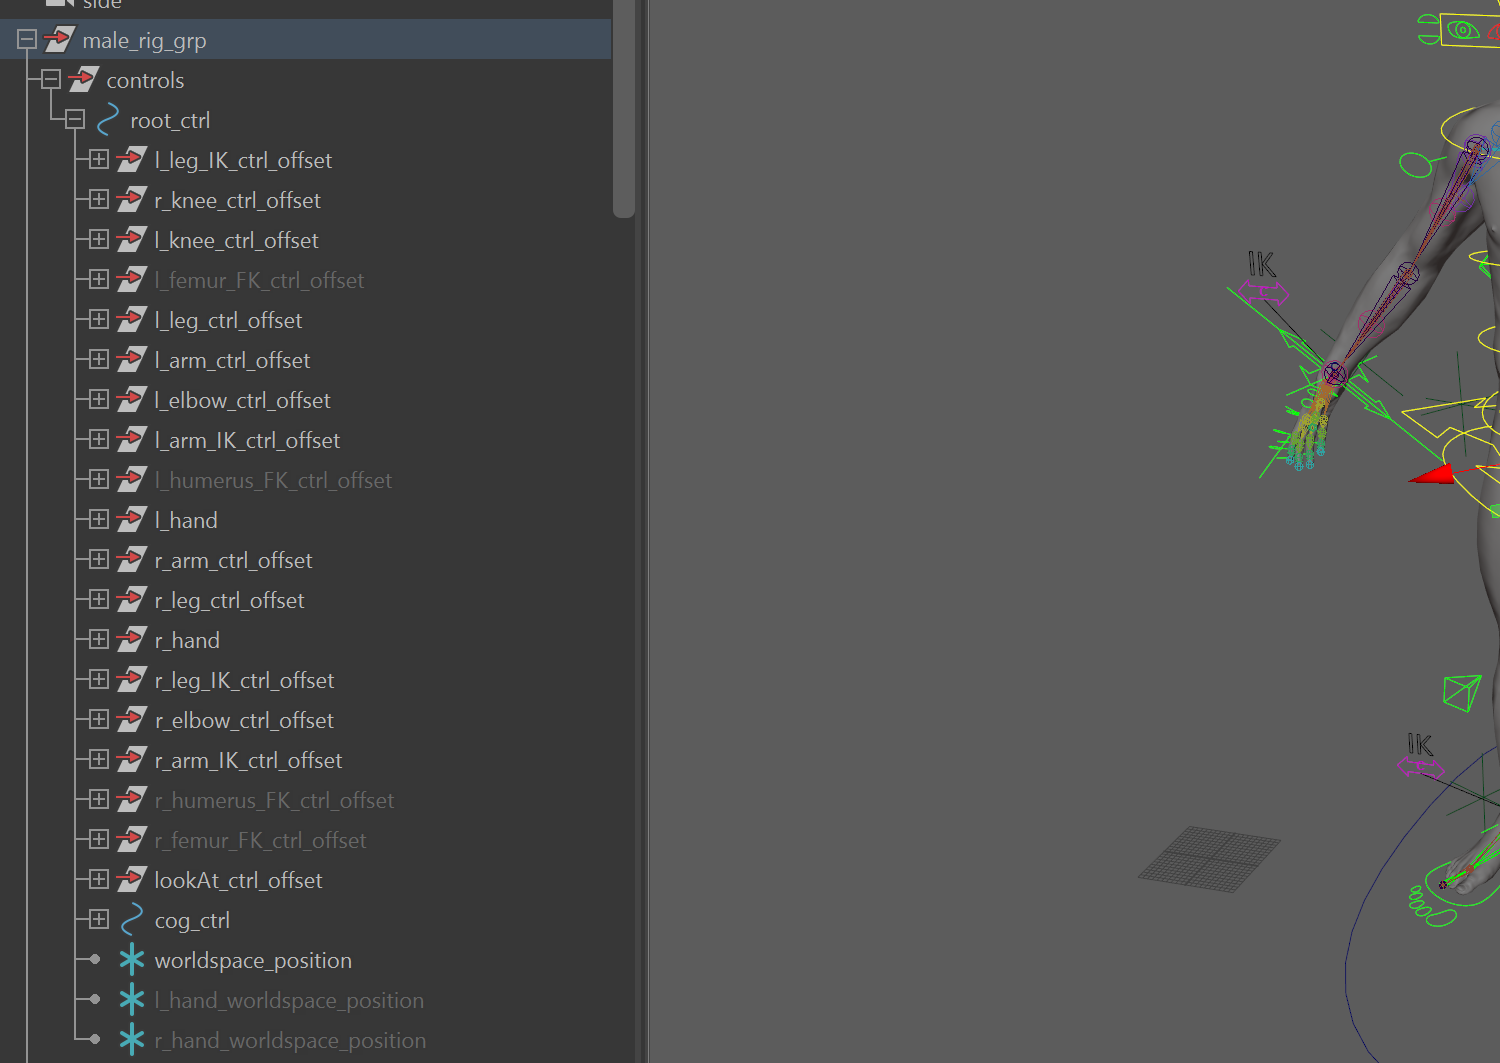 side
male_rig_grp
controls
root_ctrl
l_leg_IK_ctrl_offset
r_knee_ctrl_offset
l_knee_ctrl_offset
l_femur_FK_ctrl_offset
l_leg_ctrl_offset
l_arm_ctrl_offset
l_elbow_ctrl_offset
l_arm_IK_ctrl_offset
l_humerus_FK_ctrl_offset
l_hand
r_arm_ctrl_offset
r_leg_ctrl_offset
r_hand
r_leg_IK_ctrl_offset
r_elbow_ctrl_offset
r_arm_IK_ctrl_offset
r_humerus_FK_ctrl_offset
r_femur_FK_ctrl_offset
lookAt_ctrl_offset
cog_ctrl
worldspace_position
l_hand_worldspace_position
r_hand_worldspace_position
IK
IK